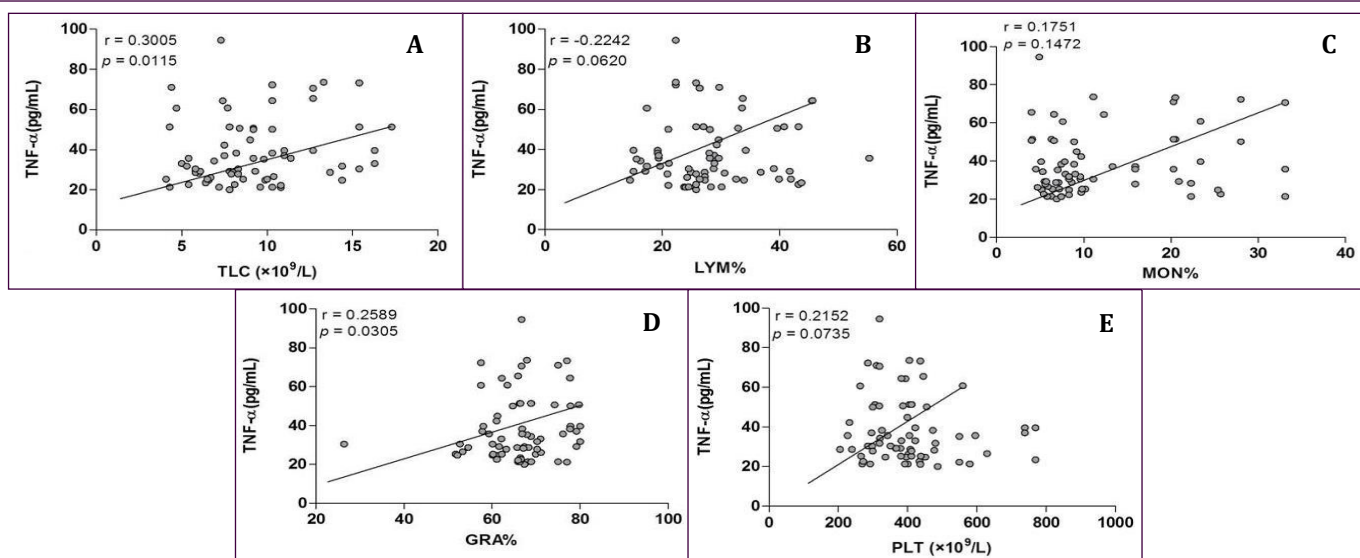 r = 0.3005
p = 0.0115
A
TNF-α(pg/mL)
100
80
60
40
20
0
0
5
10
15
20
TLC (×10⁹/L)
r = -0.2242
p = 0.0620
B
TNF-α(pg/mL)
100
80
60
40
20
0
0
20
40
60
LYM%
r = 0.1751
p = 0.1472
C
TNF-α(pg/mL)
100
80
60
40
20
0
0
10
20
30
40
MON%
r = 0.2589
p = 0.0305
D
TNF-α(pg/mL)
100
80
60
40
20
0
20
40
60
80
100
GRA%
r = 0.2152
p = 0.0735
E
TNF-α(pg/mL)
100
80
60
40
20
0
0
200
400
600
800
1000
PLT (×10⁹/L)